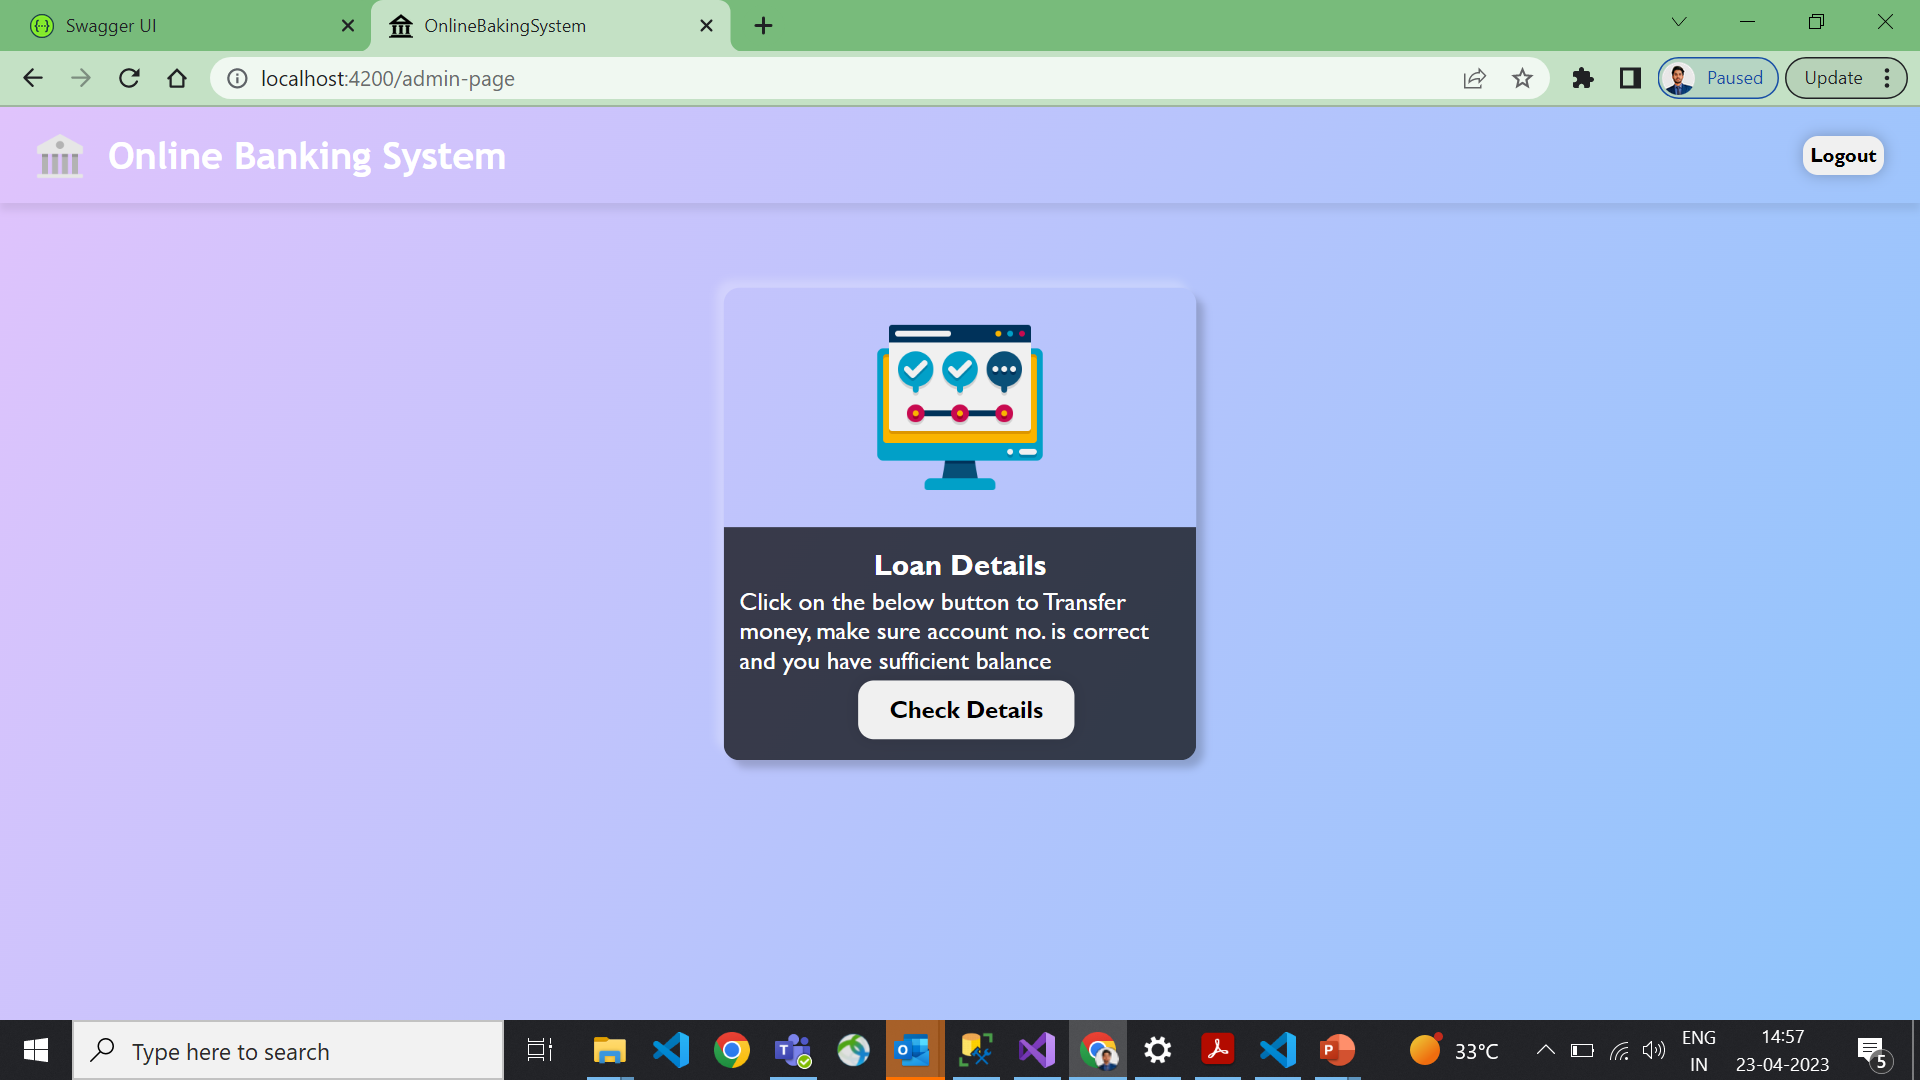 Swagger UI
OnlineBakingSystem
localhost:4200/admin-page
Paused
Update
Online Banking System
Logout
Loan Details
Click on the below button to Transfer
money, make sure account no. is correct
and you have sufficient balance
Check Details
Type here to search
33°C
ENG
IN
14:57
23-04-2023
5